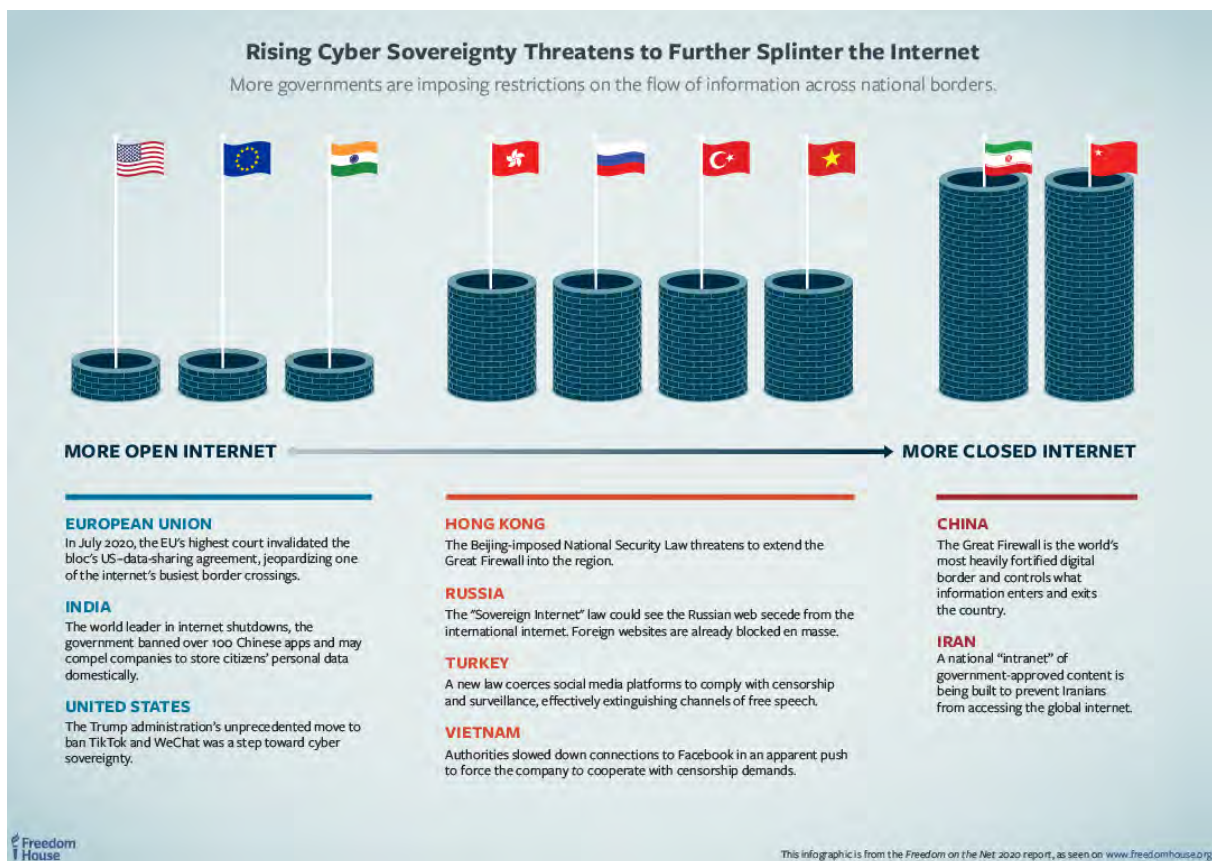 Rising Cyber Sovereignty Threatens to Further Splinter the Internet
More governments are imposing restrictions on the flow of information across national borders.
MORE OPEN INTERNET
MORE CLOSED INTERNET
EUROPEAN UNION
In July 2020, the EU's highest court invalidated the
bloc's US–data-sharing agreement, jeopardizing one
of the internet's busiest border crossings.
INDIA
The world leader in internet shutdowns, the
government banned over 100 Chinese apps and may
compel companies to store citizens' personal data
domestically.
UNITED STATES
The Trump administration's unprecedented move to
ban TikTok and WeChat was a step toward cyber
sovereignty.
HONG KONG
The Beijing-imposed National Security Law threatens to extend the
Great Firewall into the region.
RUSSIA
The "Sovereign Internet" law could see the Russian web secede from the
international internet. Foreign websites are already blocked en masse.
TURKEY
A new law coerces social media platforms to comply with censorship
and surveillance, effectively extinguishing channels of free speech.
VIETNAM
Authorities slowed down connections to Facebook in an apparent push
to force the company to cooperate with censorship demands.
CHINA
The Great Firewall is the world's
most heavily fortified digital
border and controls what
information enters and exits
the country.
IRAN
A national "intranet" of
government-approved content is
being built to prevent Iranians
from accessing the global internet.
Freedom
House
This infographic is from the Freedom on the Net 2020 report, as seen on www.freedomhouse.org